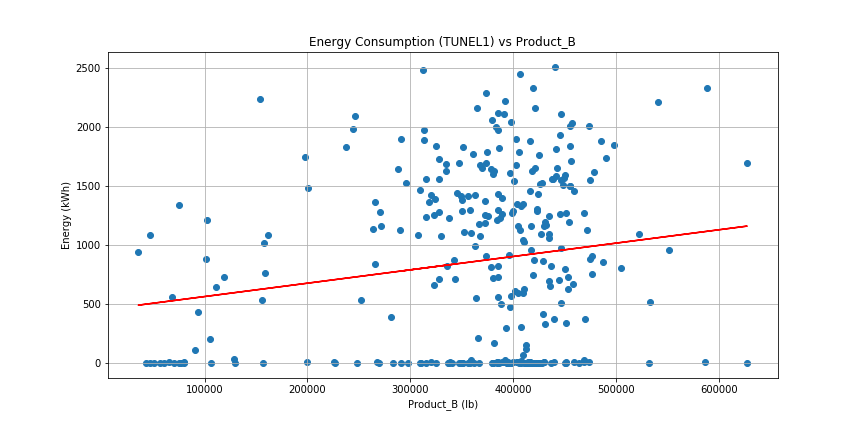 Energy Consumption (TUNEL1) vs Product_B
2500
2000
1500
1000
500
0
Energy (kWh)
100000 200000 300000 400000 500000 600000
Product_B (lb)